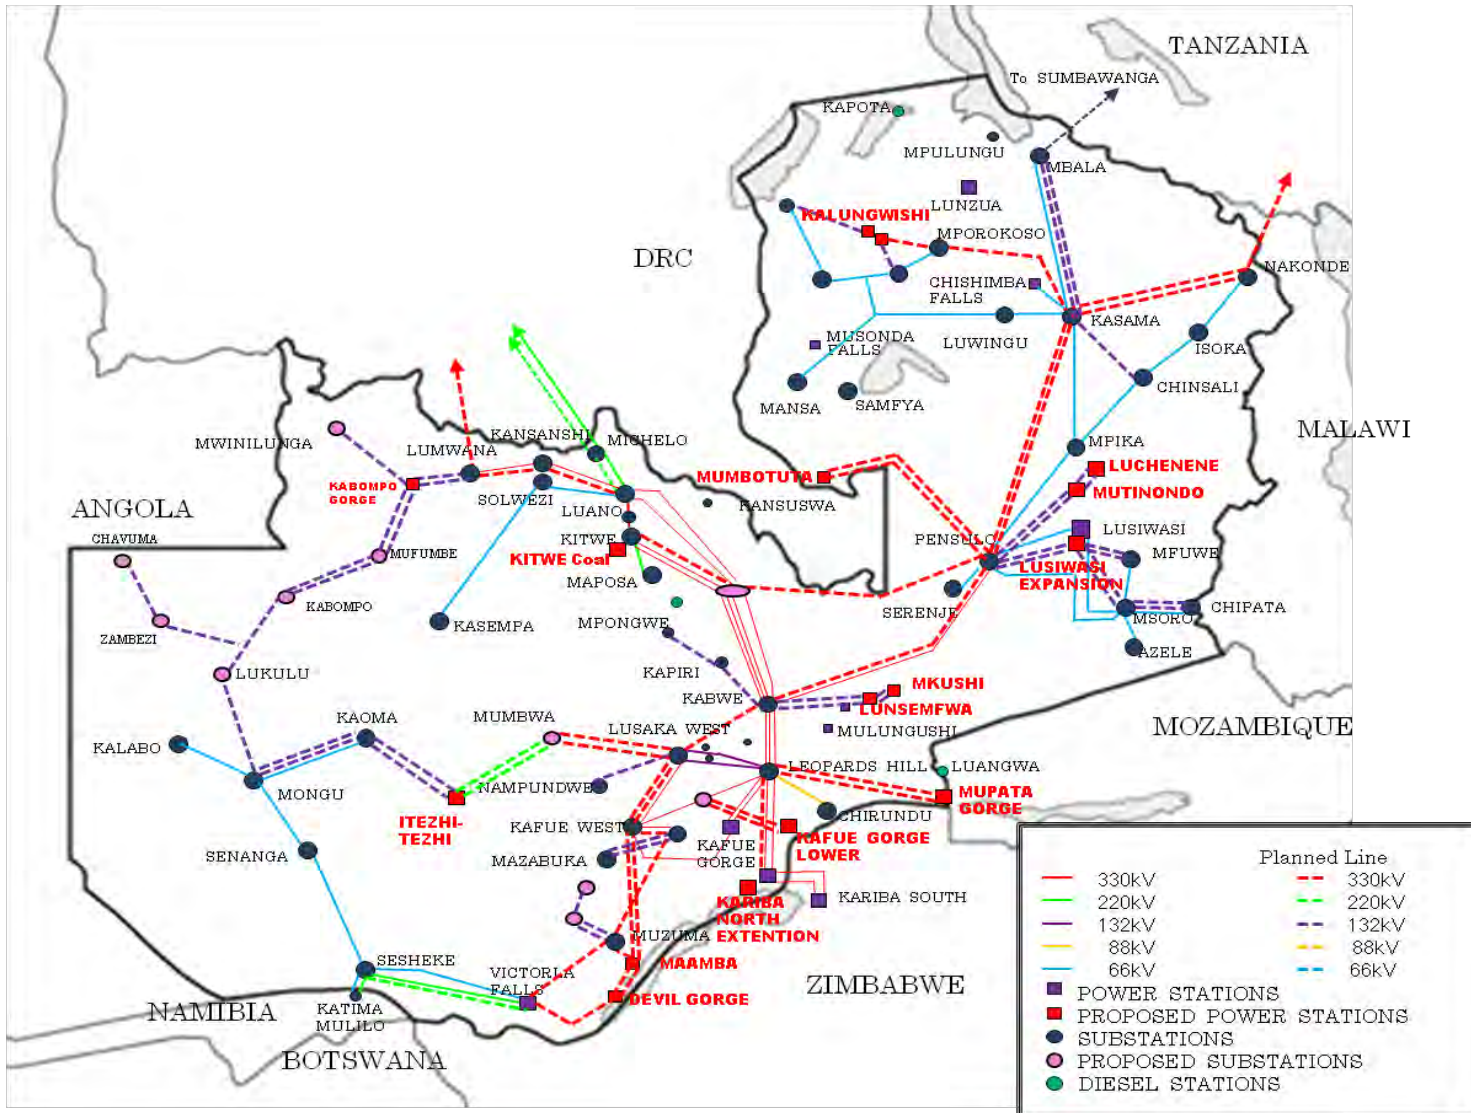 TANZANIA
To SUMBAWANGA
KAPOTA
MPULUNGU
MBALA
LUNZUA
KALUNGWISHI
MPOROKOSO
DRC
NAKONDE
CHISHIMBA
FALLS
KASAMA
MUSONDA
FALLS
LUWINGU
ISOKA
CHINSALI
MANSA
SAMFYA
MALAWI
KANSANSHI
MICHELO
MWINILUNGA
LUMWANA
MPIKA
LUCHENENE
MUMBOTUTA
MUTINONDO
KABOMPO
GORGE
SOLWEZI
KANSUSWA
ANGOLA
LUANO
LUSIWASI
CHAVUMA
KITWE
PENSULO
MFUWE
MUFUMBE
KITWE Coal
LUSIWASI
EXPANSION
MAPOSA
SERENJE
KABOMPO
CHIPATA
ZAMBEZI
KASEMPA
MPONGWE
MSORO
AZELE
LUKULU
KAPIRI
MKUSHI
KABWE
LUNSEMFWA
KAOMA
MUMBWA
LUSAKA WEST
MULUNGUSHI
MOZAMBIQUE
KALABO
LEOPARDS HILL
LUANGWA
MONGU
NAMPUNDWE
MUPATA
GORGE
ITEZHI-
TEZHI
CHIRUNDU
KAFUE WEST
KAFUE
GORGE
KAFUE GORGE
LOWER
SENANGA
MAZABUKA
KARIBA SOUTH
KARIBA
NORTH
EXTENTION
MUZUMA
SESHEKE
VICTORIA
FALLS
MAAMBA
ZIMBABWE
DEVIL GORGE
NAMIBIA
KATIMA
MULILO
BOTSWANA
Planned Line
330kV 330kV
220kV 220kV
132kV 132kV
88kV 88kV
66kV 66kV
POWER STATIONS
PROPOSED POWER STATIONS
SUBSTATIONS
PROPOSED SUBSTATIONS
DIESEL STATIONS